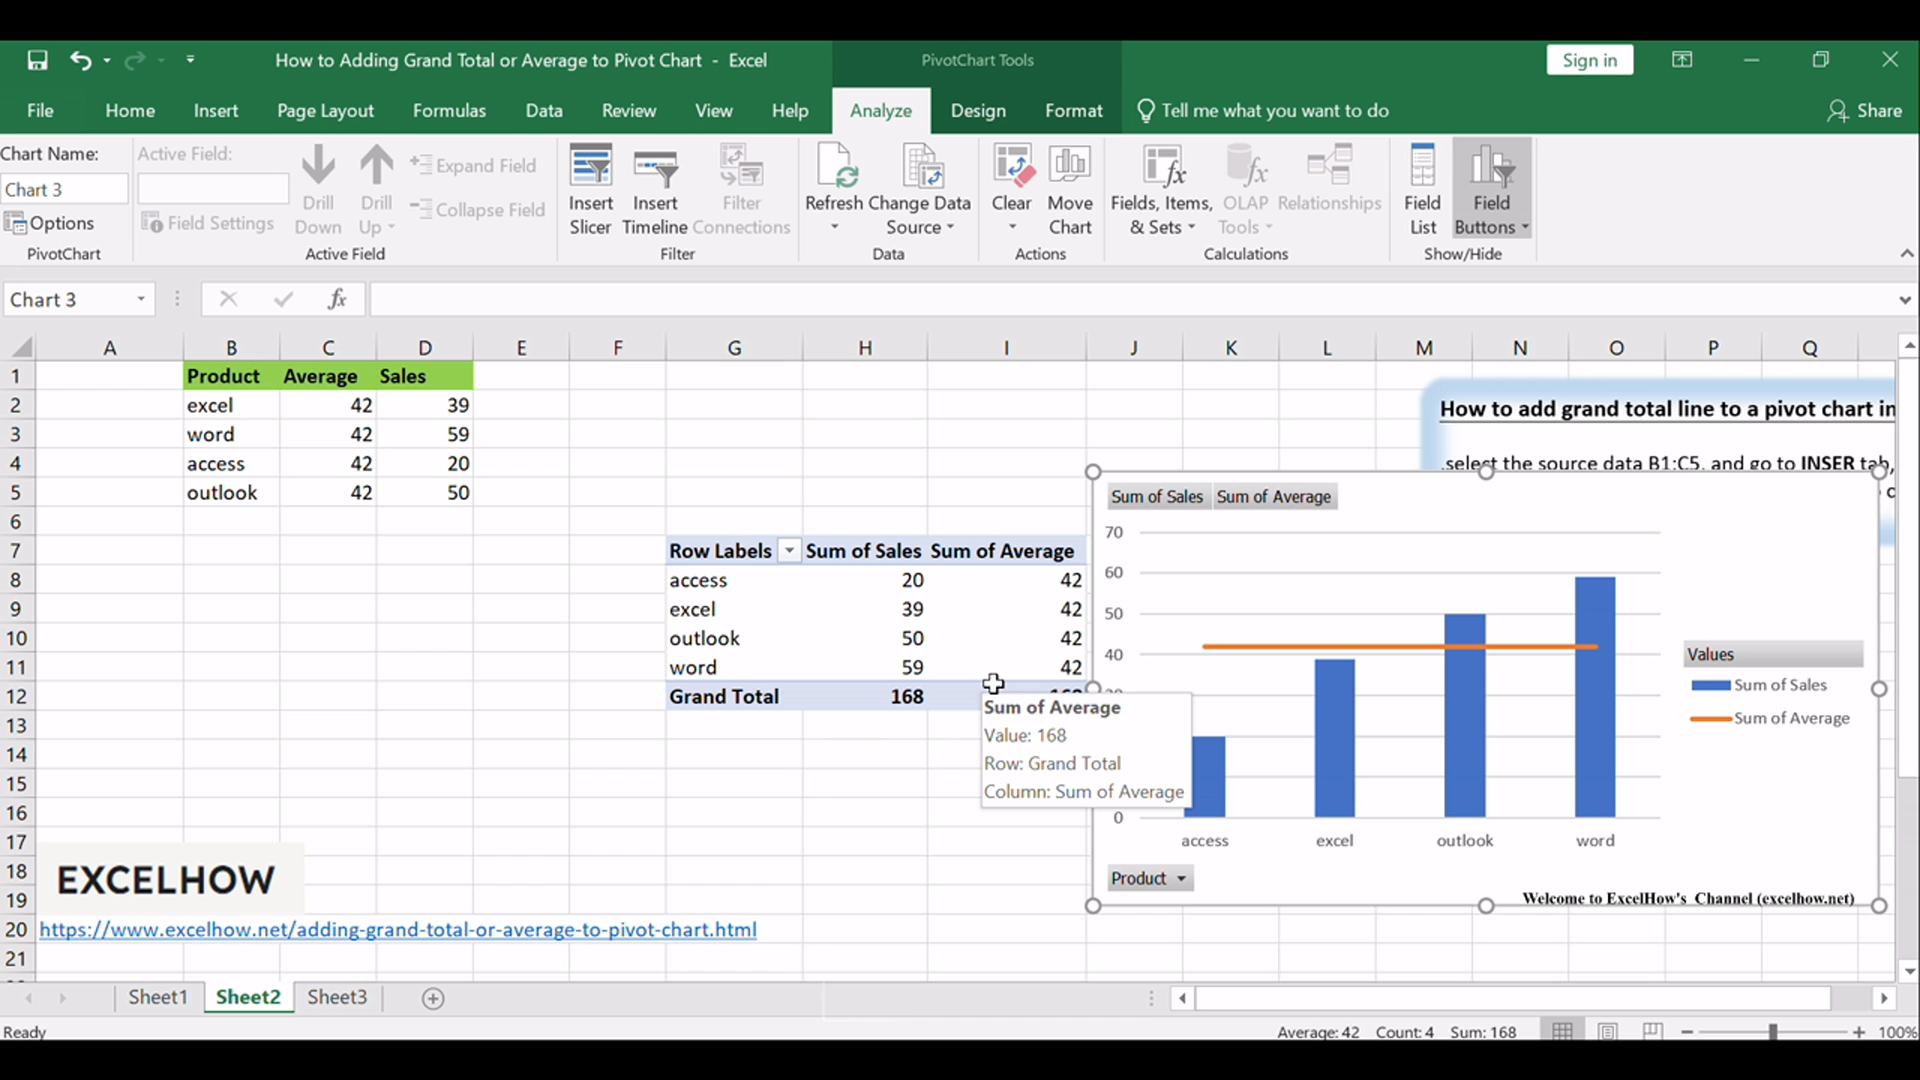 How to Adding Grand Total or Average to Pivot Chart - Excel
PivotChart Tools
Sign in
File Home Insert Page Layout Formulas Data Review View Help Analyze Design Format Tell me what you want to do Share
Chart Name:
Chart 3
Options
PivotChart
Active Field:
Field Settings
Drill Down
Drill Up
Expand Field
Collapse Field
Active Field
Insert Slicer
Insert Timeline
Filter Connections
Filter
Refresh
Change Data Source
Data
Clear
Move Chart
Actions
Fields, Items, & Sets
OLAP Tools
Relationships
Calculations
Field List
Field Buttons
Show/Hide
Chart 3
fx
A B C D E F G H I J K L M N O P Q
1 Product Average Sales
2 excel 42 39
3 word 42 59
4 access 42 20
5 outlook 42 50
6
7 Row Labels Sum of Sales Sum of Average
8 access 20 42
9 excel 39 42
10 outlook 50 42
11 word 59 42
12 Grand Total 168
13
14
15
16
17
18
19
20 https://www.excelhow.net/adding-grand-total-or-average-to-pivot-chart.html
21
EXCELHOW
Sum of Average
Value: 168
Row: Grand Total
Column: Sum of Average
How to add grand total line to a pivot chart in
.select the source data B1:C5, and go to INSER tab,
Sum of Sales Sum of Average
70
60
50
40
0
access excel outlook word
Values
Sum of Sales
Sum of Average
Product
Welcome to ExcelHow's Channel (excelhow.net)
Sheet1 Sheet2 Sheet3
Ready
Average: 42 Count: 4 Sum: 168
100%